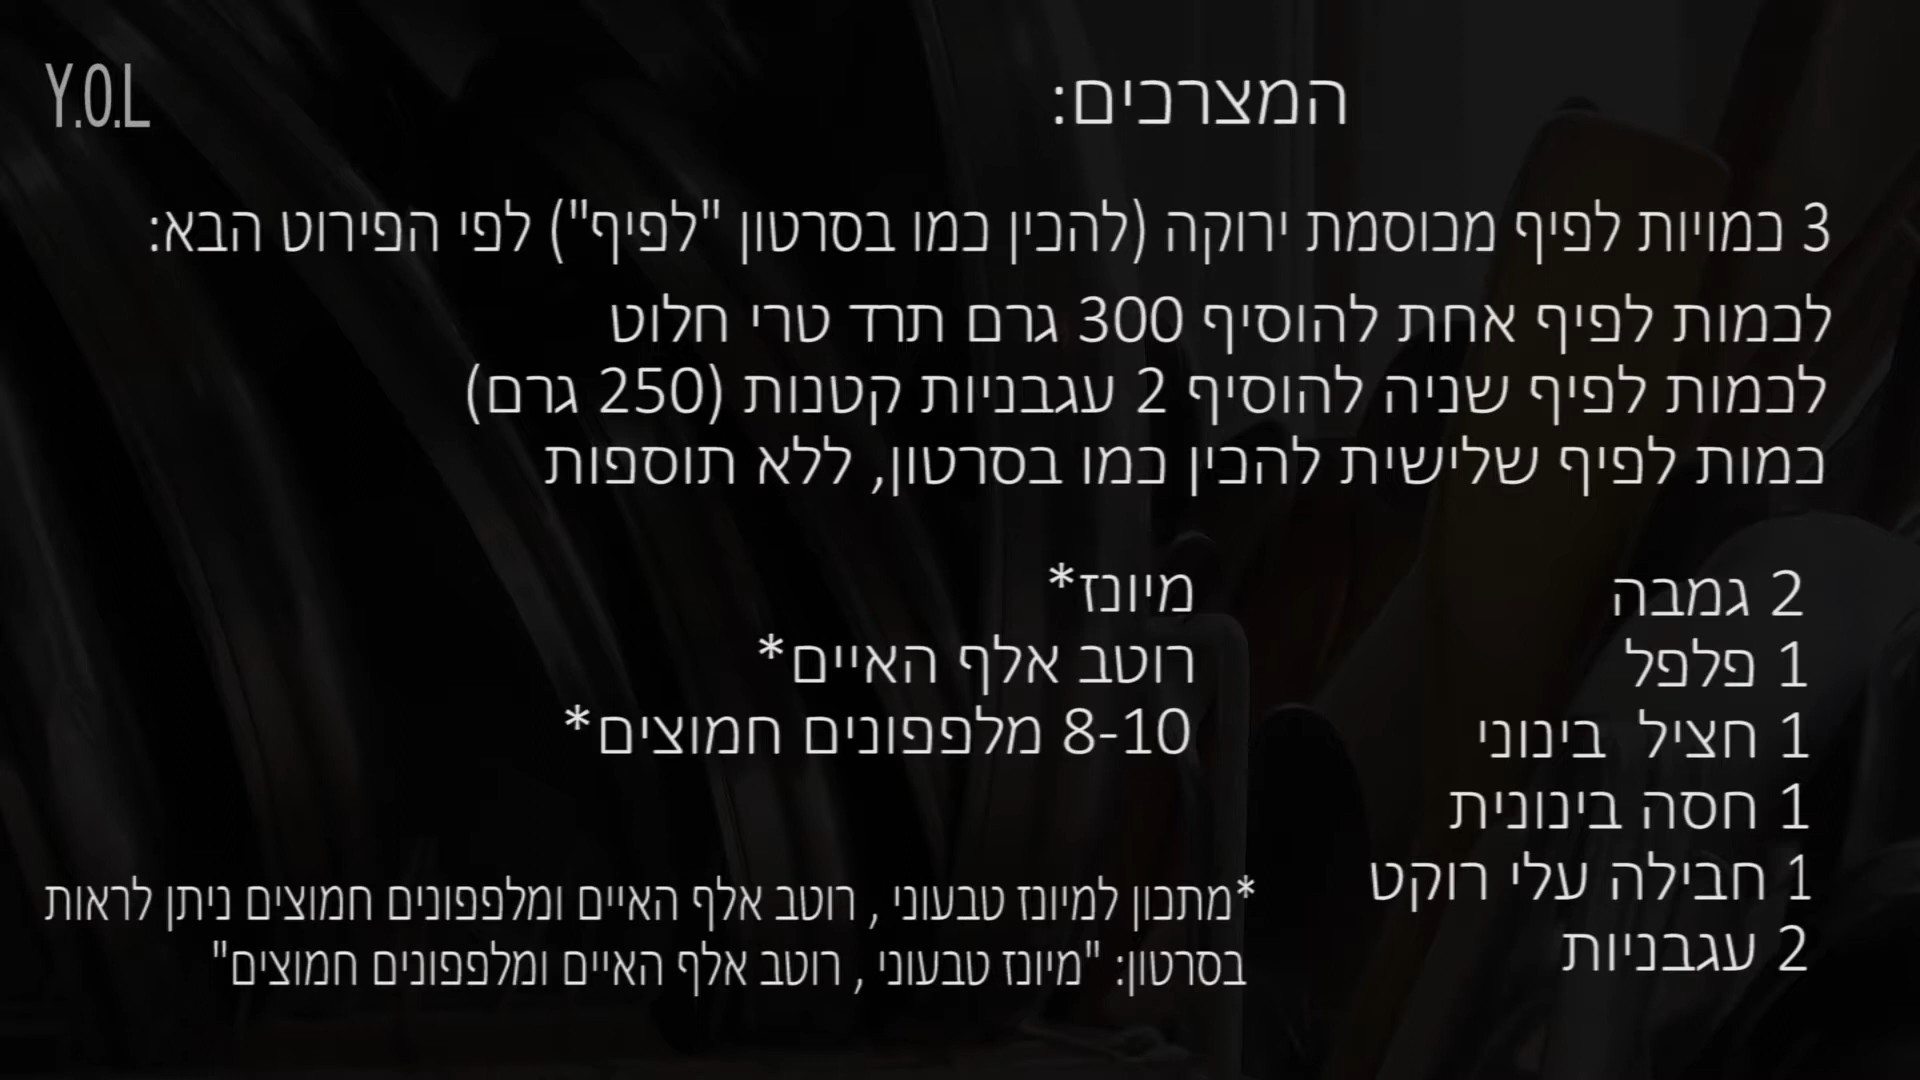 Y.O.L
המצרכים:
3 כמויות לפיף מכוסמת ירוקה (להכין כמו בסרטון "לפיף") לפי הפירוט הבא:
לכמות לפיף אחת להוסיף 300 גרם תרד טרי חלוט
לכמות לפיף שניה להוסיף 2 עגבניות קטנות (250 גרם)
כמות לפיף שלישית להכין כמו בסרטון, ללא תוספות
2 גמבה
1 פלפל
1 חציל בינוני
1 חסה בינונית
1 חבילה עלי רוקט
2 עגבניות
מיונז*
רוטב אלף האיים*
8-10 מלפפונים חמוצים*
*מתכון למיונז טבעוני , רוטב אלף האיים ומלפפונים חמוצים ניתן לראות
בסרטון: "מיונז טבעוני , רוטב אלף האיים ומלפפונים חמוצים"